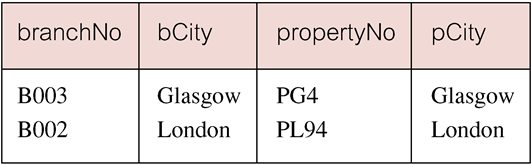 branchNo bCity propertyNo pCity
B003 Glasgow PG4 Glasgow
B002 London PL94 London